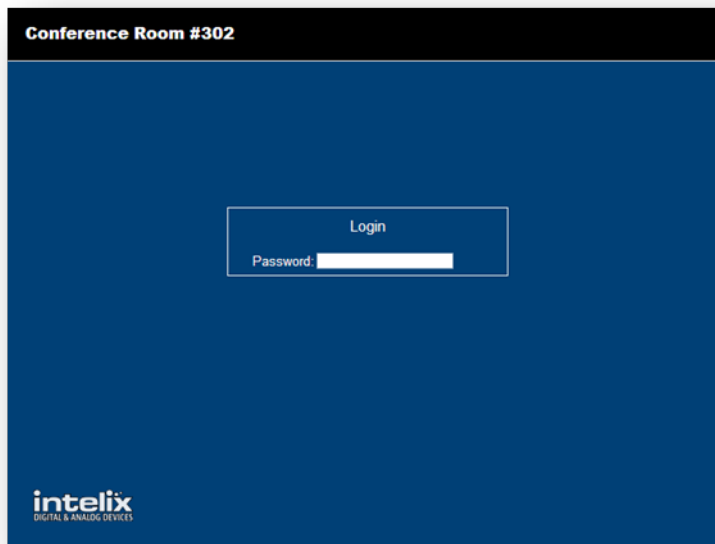 Conference Room #302
Login
Password:
intelix
DIGITAL & ANALOG DEVICES